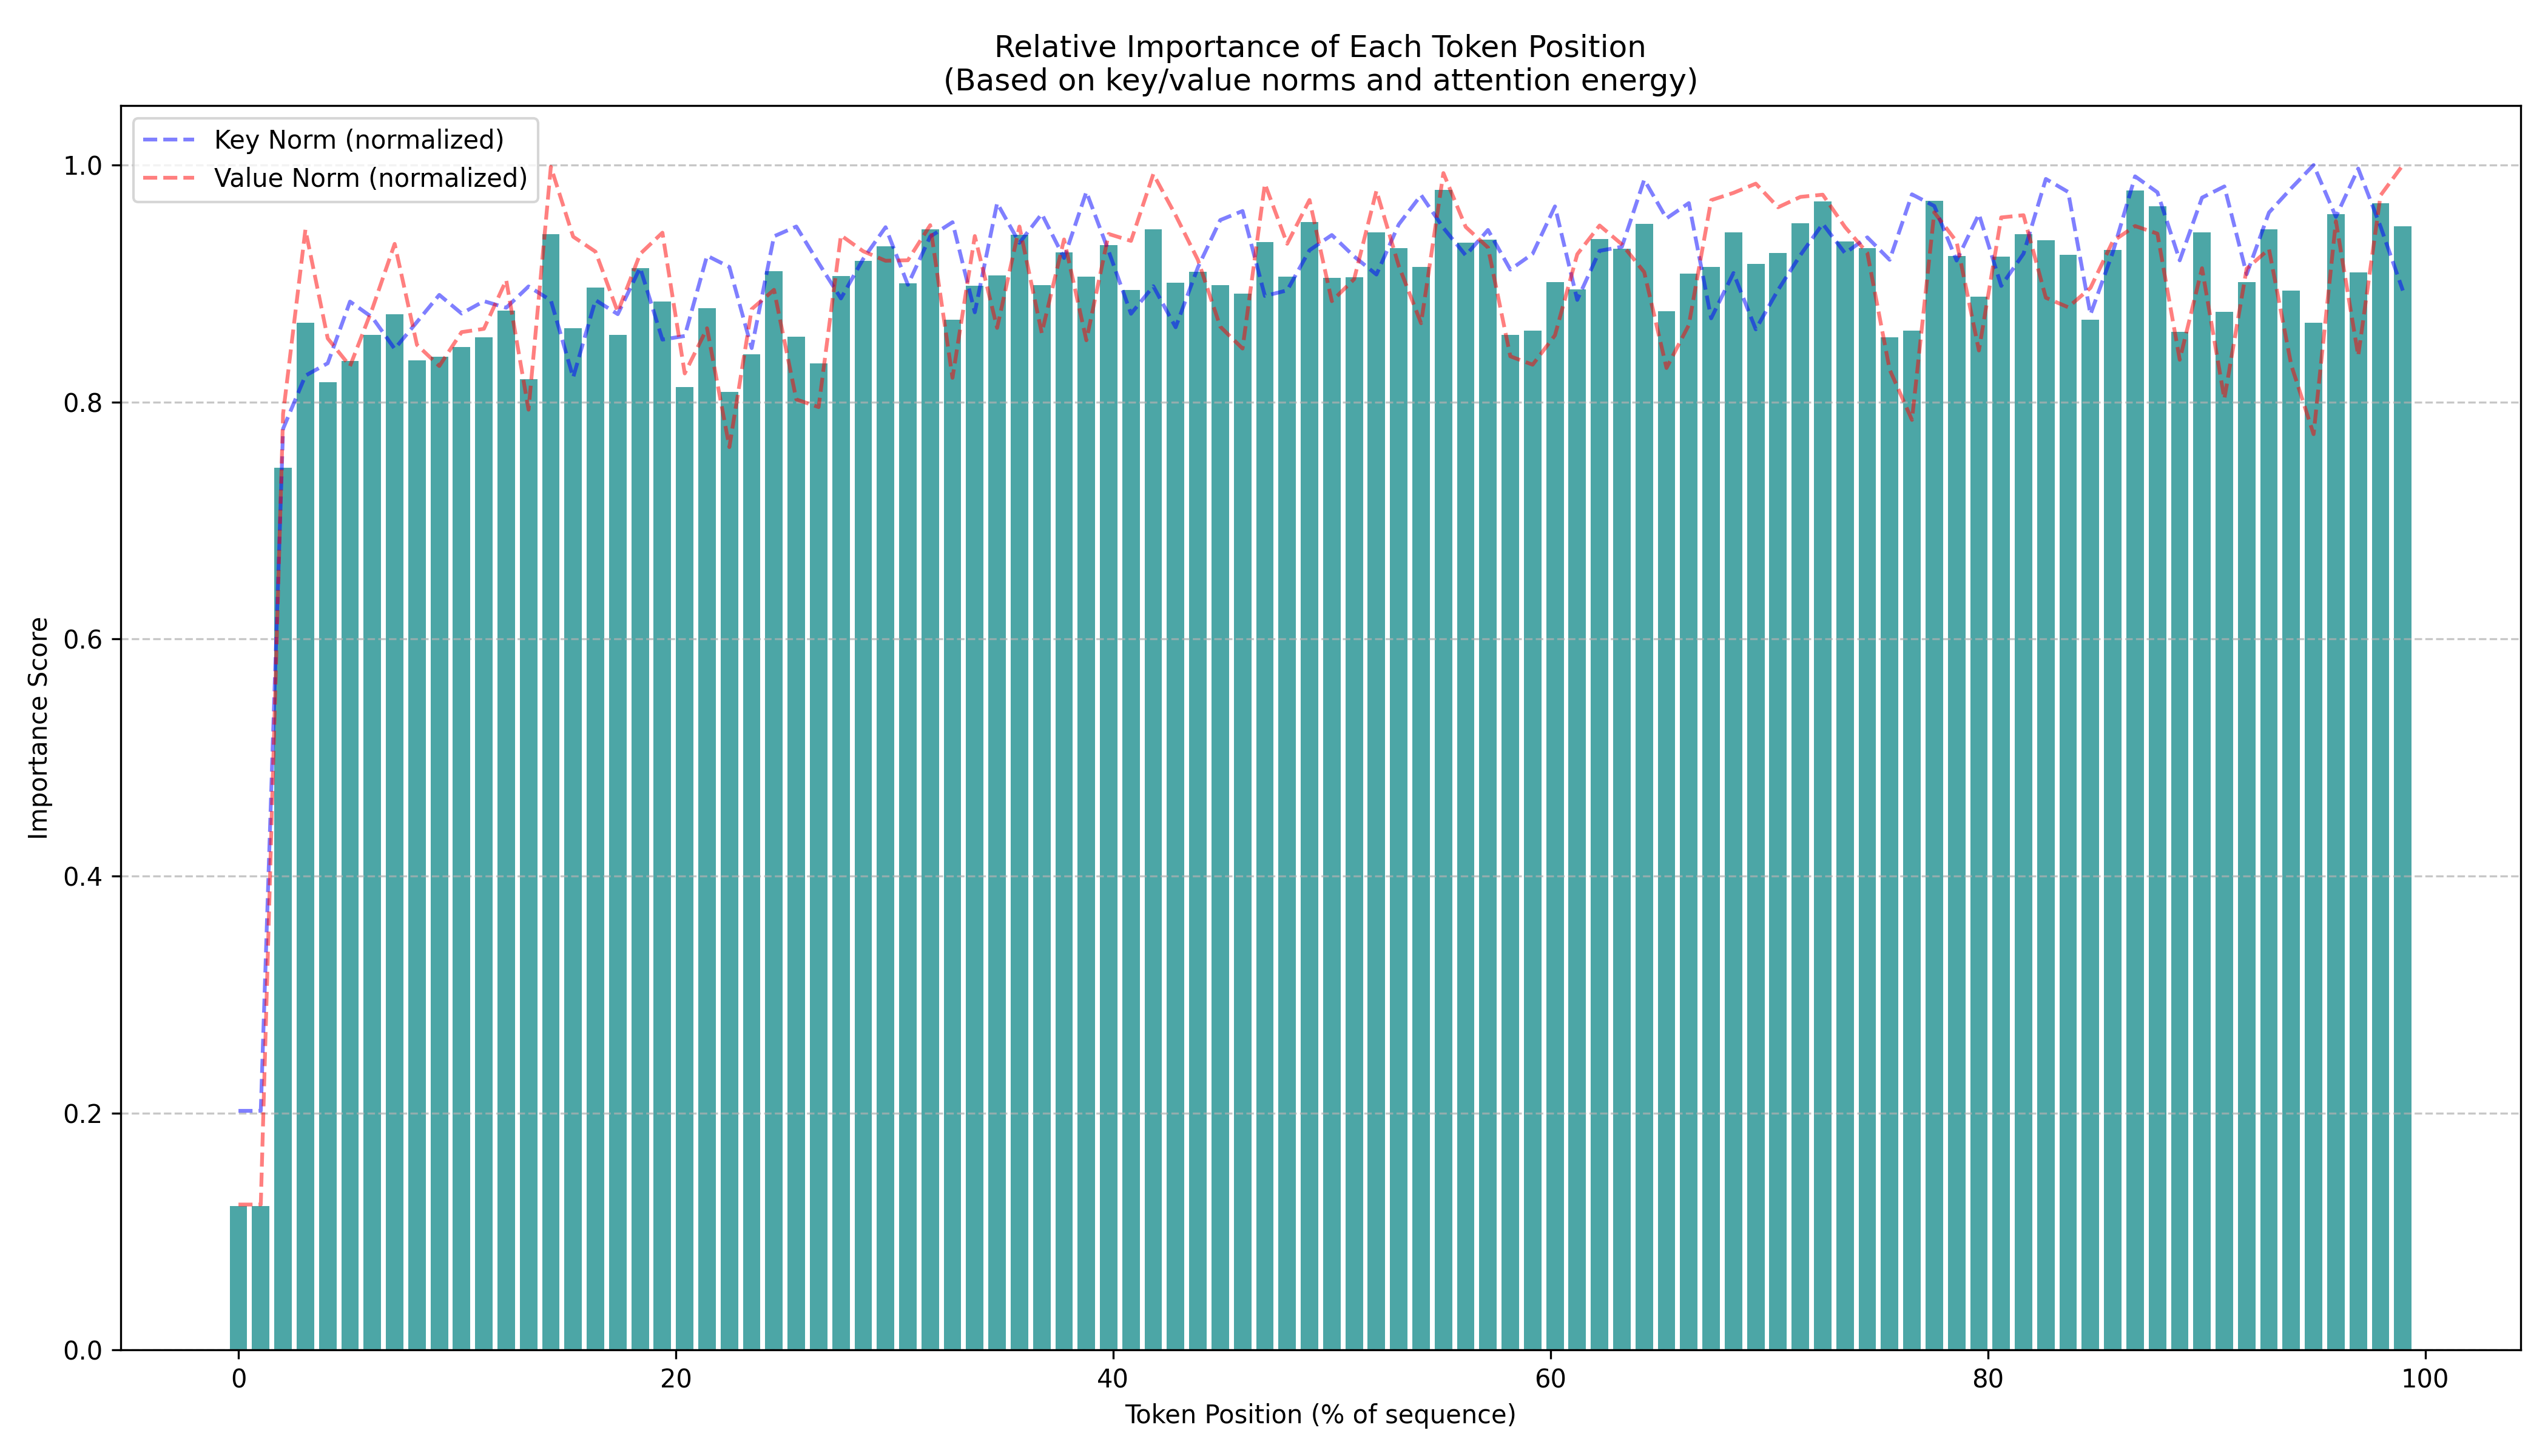 Relative Importance of Each Token Position
(Based on key/value norms and attention energy)
Key Norm (normalized)
Value Norm (normalized)
1.0
0.8
0.6
0.4
0.2
0.0
Importance Score
0 20 40 60 80 100
Token Position (% of sequence)